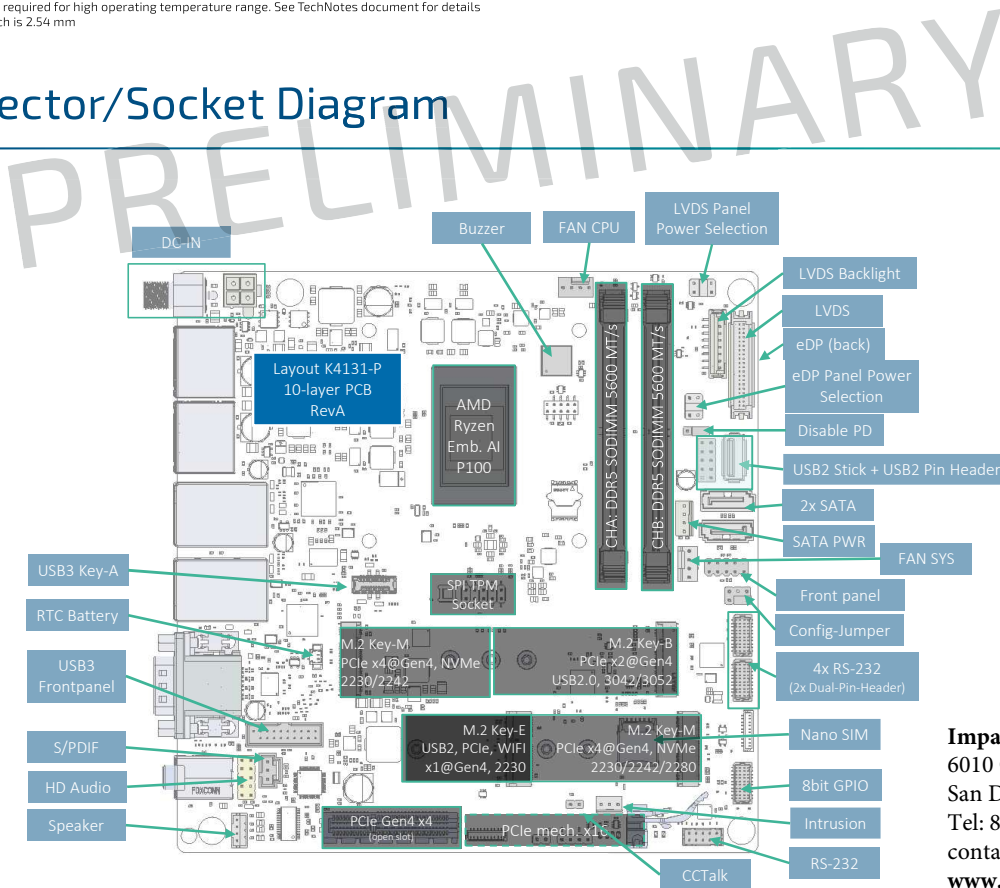 required for high operating temperature range. See TechNotes document for details
ch is 2.54 mm
ector/Socket Diagram
PRELIMINARY
LVDS Panel
Power Selection
Buzzer
FAN CPU
DC-IN
LVDS Backlight
LVDS
eDP (back)
eDP Panel Power
Selection
Disable PD
USB2 Stick + USB2 Pin Header
2x SATA
SATA PWR
FAN SYS
Front panel
Config-Jumper
4x RS-232
(2x Dual-Pin-Header)
Nano SIM
8bit GPIO
Intrusion
RS-232
CCTalk
Layout K4131-P
10-layer PCB
RevA
AMD
Ryzen
Emb. AI
P100
CHA: DDR5 SODIMM 5600 MT/s
CHB: DDR5 SODIMM 5600 MT/s
USB3 Key-A
RTC Battery
USB3
Frontpanel
S/PDIF
HD Audio
Speaker
SPI TPM
Socket
M.2 Key-M
PCIe x4@Gen4, NVMe
2230/2242
M.2 Key-B
PCIe x2@Gen4
USB2.0, 3042/3052
M.2 Key-E
USB2, PCIe, WIFI
x1@Gen4, 2230
M.2 Key-M
PCIe x4@Gen4, NVMe
2230/2242/2280
FOXCONN
PCIe Gen4 x4
(open slot)
PCIe mech. x16
Impa
6010
San D
Tel: 8
conta
www.